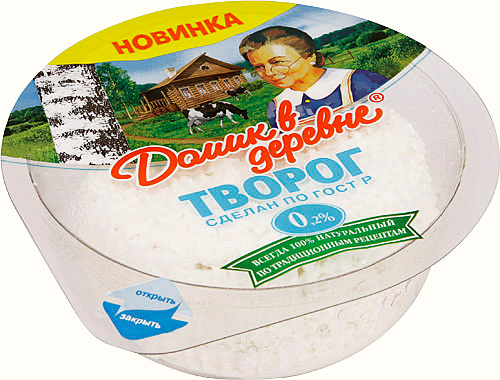 НОВИНКА
Домик в
деревне®
ТВОРОГ
СДЕЛАН ПО ГОСТ Р
0,2%
ВСЕГДА 100% НАТУРАЛЬНЫЙ
ПО ТРАДИЦИОННЫМ РЕЦЕПТАМ
открыть
закрыть